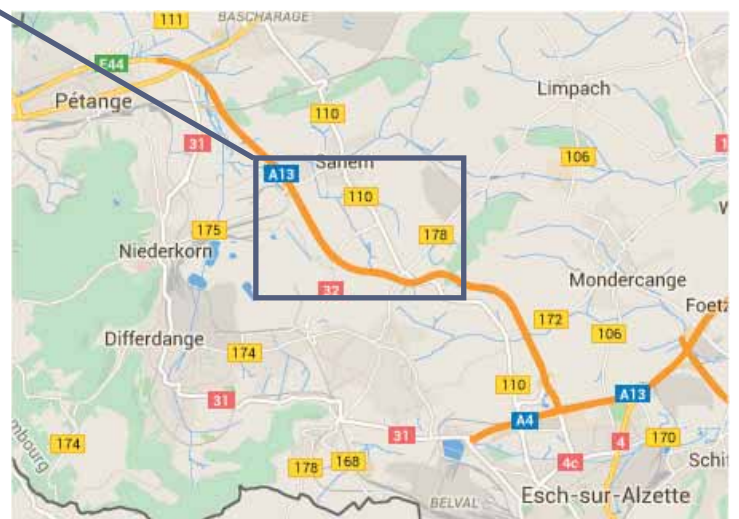 111
BASCHARAGE
E44
Pétange
Limpach
110
31
106
Sanem
A13
110
175
178
Niederkorn
32
Mondercange
Foetz
172
106
Differdange
174
110
A13
31
A4
31
4
170
174
178
168
4c
Schif
BELVAL
Esch-sur-Alzette